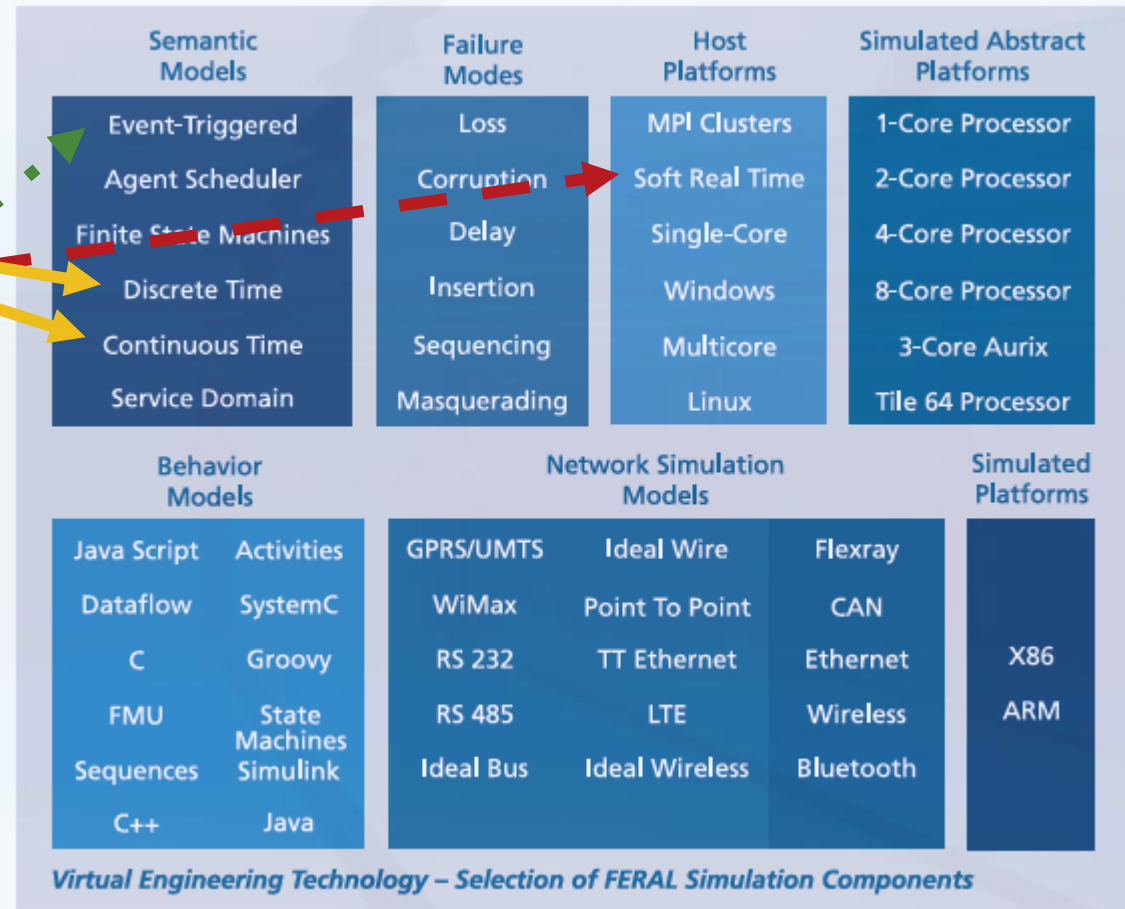 Semantic
Models
Failure
Modes
Host
Platforms
Simulated Abstract
Platforms
Event-Triggered
Agent Scheduler
Finite State Machines
Discrete Time
Continuous Time
Service Domain
Loss
Corruption
Delay
Insertion
Sequencing
Masquerading
MPI Clusters
Soft Real Time
Single-Core
Windows
Multicore
Linux
1-Core Processor
2-Core Processor
4-Core Processor
8-Core Processor
3-Core Aurix
Tile 64 Processor
Behavior
Models
Network Simulation
Models
Simulated
Platforms
Java Script
Dataflow
C
FMU
Sequences
C++
Activities
SystemC
Groovy
State
Machines
Simulink
Java
GPRS/UMTS
WiMax
RS 232
RS 485
Ideal Bus
Ideal Wire
Point To Point
TT Ethernet
LTE
Ideal Wireless
Flexray
CAN
Ethernet
Wireless
Bluetooth
X86
ARM
Virtual Engineering Technology – Selection of FERAL Simulation Components